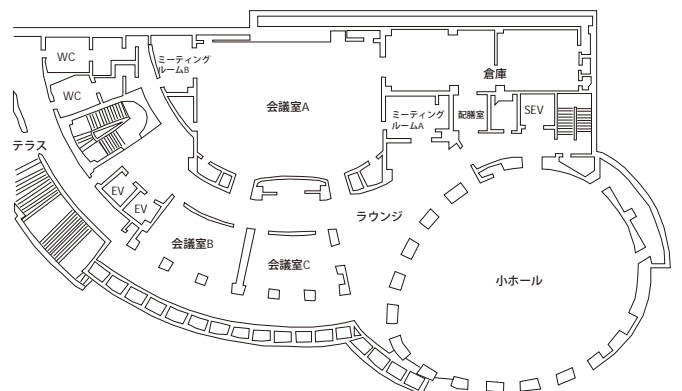 WC
ミーティング
ルームB
倉庫
WC
会議室A
ミーティング
ルームA
配膳室
SEV
テラス
EV
EV
ラウンジ
会議室B
会議室C
小ホール